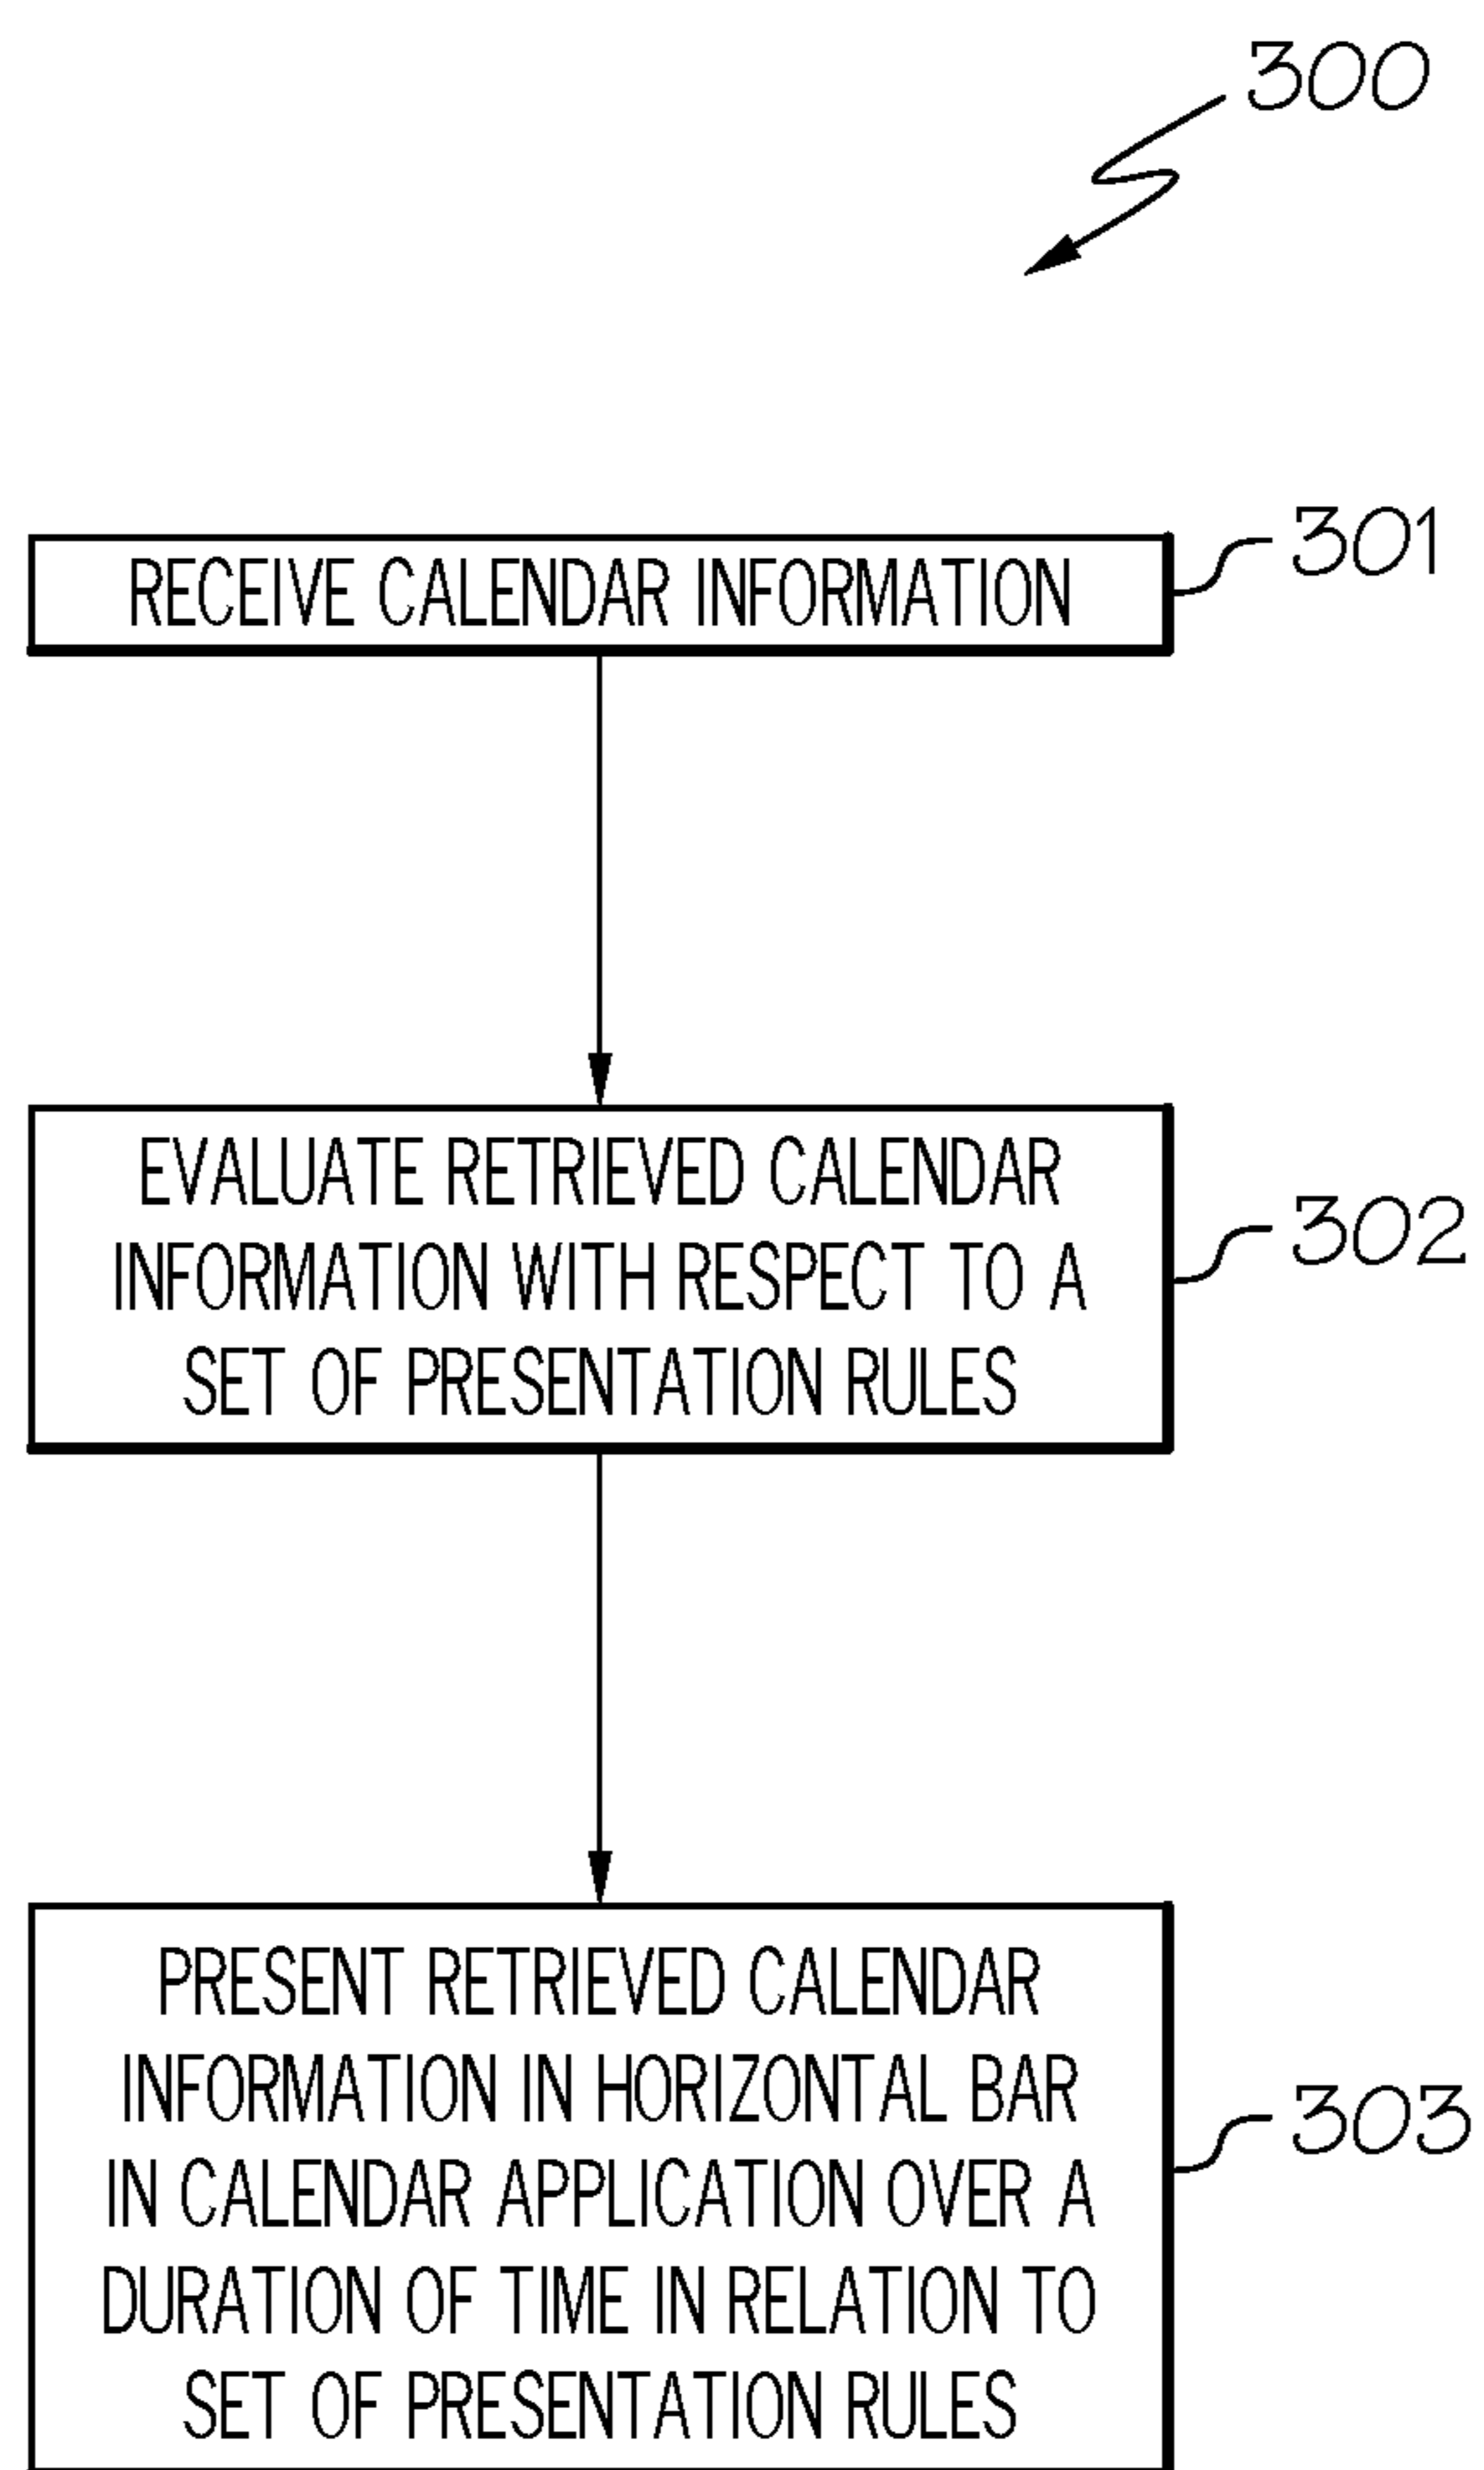 300
RECEIVE CALENDAR INFORMATION
301
EVALUATE RETRIEVED CALENDAR
INFORMATION WITH RESPECT TO A
SET OF PRESENTATION RULES
302
PRESENT RETRIEVED CALENDAR
INFORMATION IN HORIZONTAL BAR
IN CALENDAR APPLICATION OVER A
DURATION OF TIME IN RELATION TO
SET OF PRESENTATION RULES
303